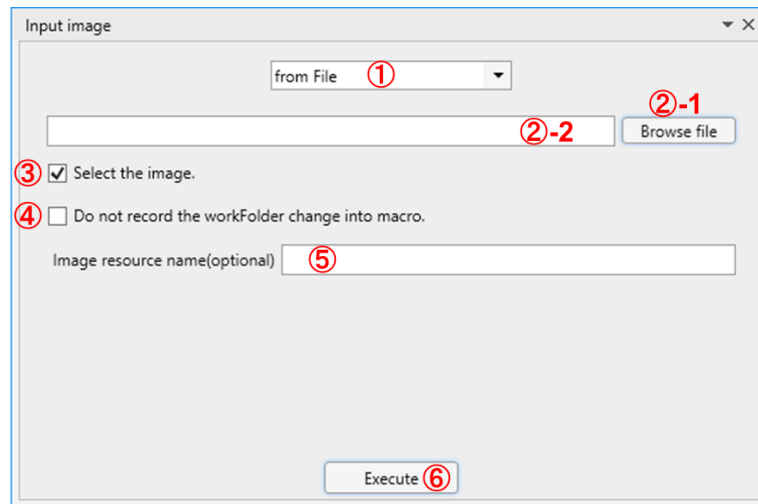 Input image
from File ①
②-1
②-2 Browse file
③ Select the image.
④ Do not record the workFolder change into macro.
Image resource name(optional) ⑤
Execute ⑥